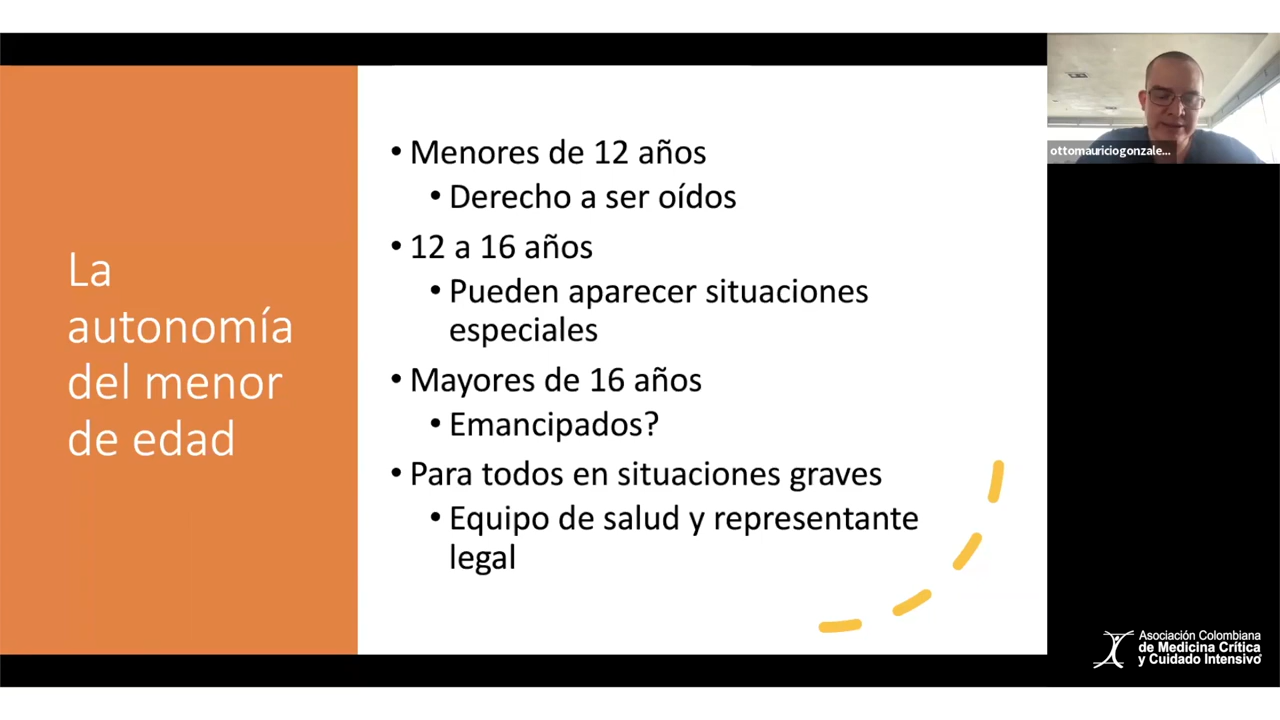 La
autonomía
del menor
de edad
• Menores de 12 años
• Derecho a ser oídos
• 12 a 16 años
• Pueden aparecer situaciones
especiales
• Mayores de 16 años
• Emancipados?
• Para todos en situaciones graves
• Equipo de salud y representante
legal
ottomauriciogonzale...
Asociación Colombiana
de Medicina Crítica
y Cuidado Intensivo